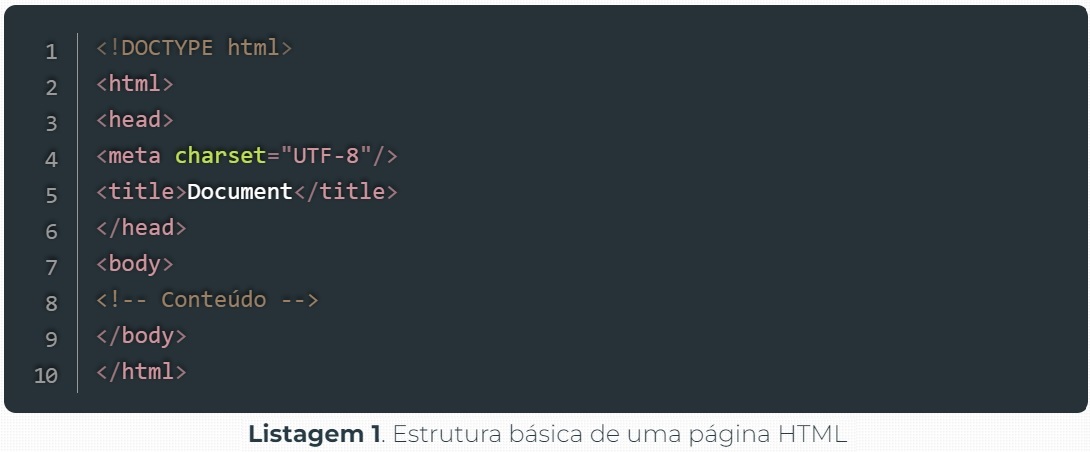 1 <!DOCTYPE html>
2 <html>
3 <head>
4 <meta charset="UTF-8"/>
5 <title>Document</title>
6 </head>
7 <body>
8 <!-- Conteúdo -->
9 </body>
10 </html>
Listagem 1. Estrutura básica de uma página HTML